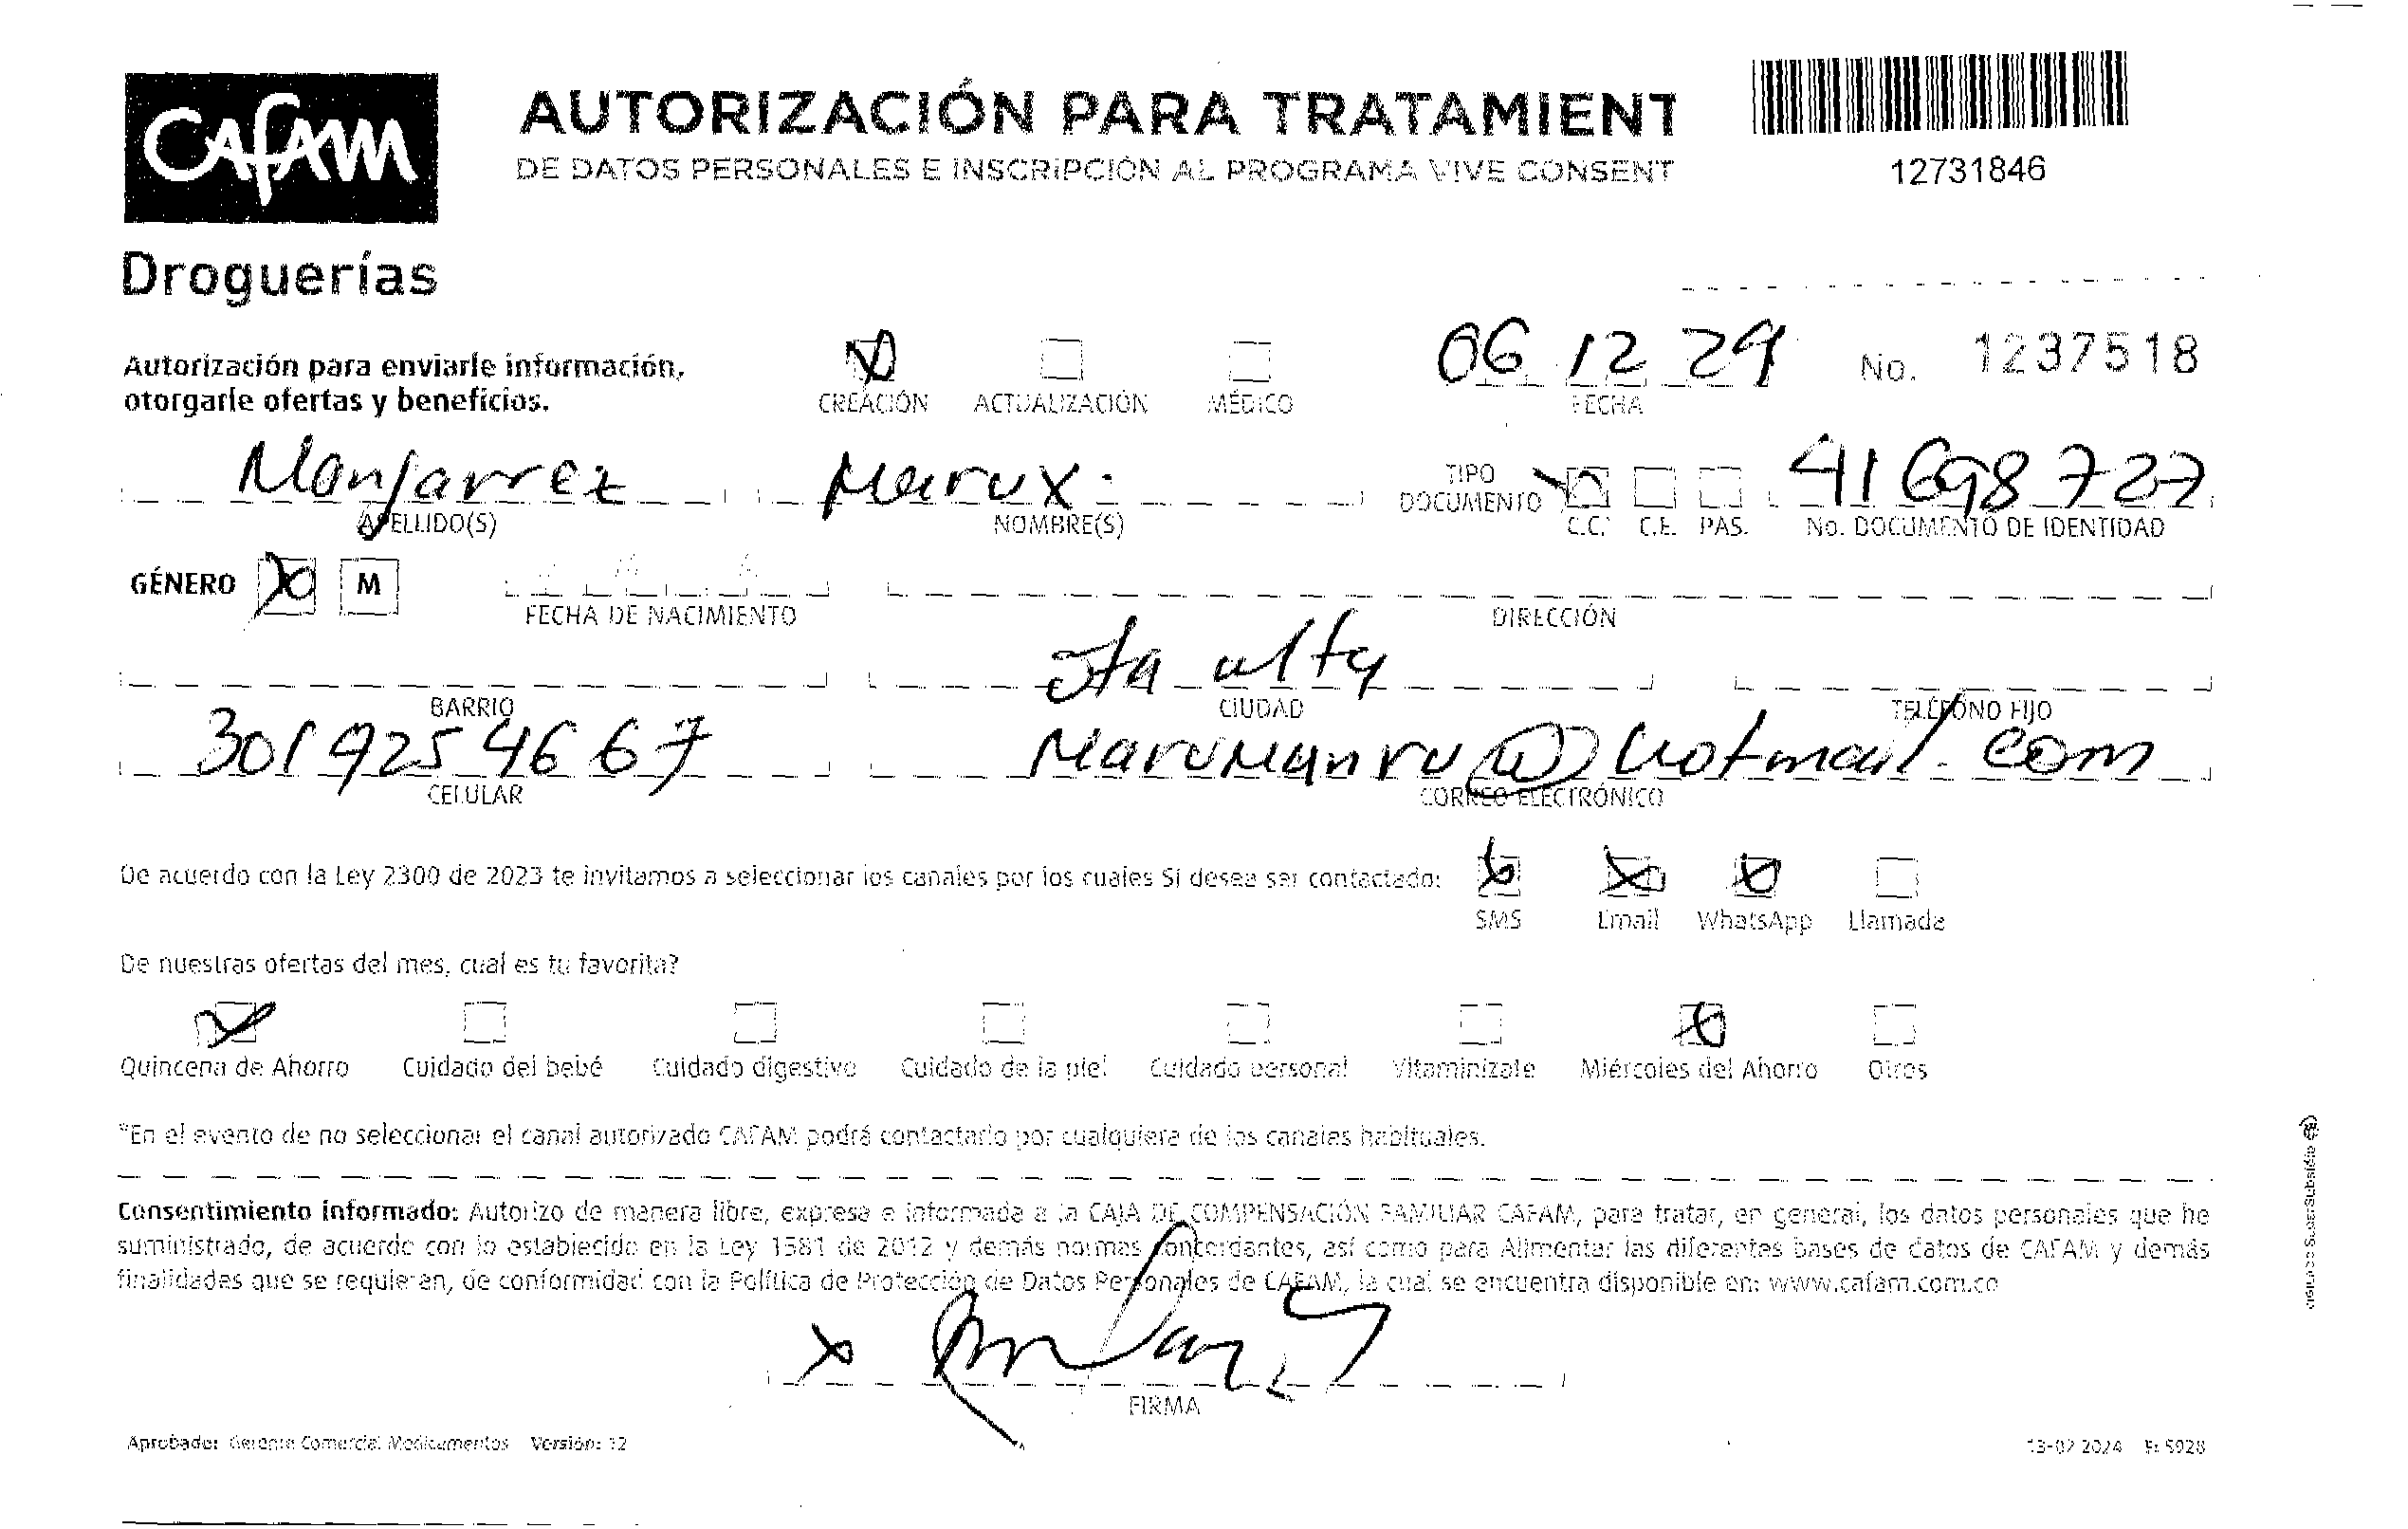 CAFAM
AUTORIZACIÓN PARA TRATAMIENT
DE DATOS PERSONALES E INSCRIPCIÓN AL PROGRAMA VIVE CONSENT
12731846
Droguerías
Autorización para enviarle información,
otorgarle ofertas y beneficios.
CREACIÓN ACTUALIZACIÓN MÉDICO
06 12 24
FECHA
No. 1237518
Manjarrez Marux.
APELLIDO(S) NOMBRE(S)
TIPO DOCUMENTO C.C. C.E. PAS.
41698727
No. DOCUMENTO DE IDENTIDAD
GÉNERO M
FECHA DE NACIMIENTO DIRECCIÓN
BARRIO CIUDAD TELÉFONO FIJO
3019254667 Marumanru@hotmail.com
CELULAR CORREO ELECTRÓNICO
De acuerdo con la Ley 2300 de 2023 te invitamos a seleccionar los canales por los cuales Si desea ser contactado:
SMS Email WhatsApp Llamada
De nuestras ofertas del mes, cual es tu favorita?
Quincena de Ahorro Cuidado del bebé Cuidado digestivo Cuidado de la piel Cuidado personal Vitaminízate Miércoles del Ahorro Otros
*En el evento de no seleccionar el canal autorizado CAFAM podrá contactarlo por cualquiera de los canales habituales.
Consentimiento informado: Autorizo de manera libre, expresa e informada a la CAJA DE COMPENSACIÓN FAMILIAR CAFAM, para tratar, en general, los datos personales que he
suministrado, de acuerdo con lo establecido en la Ley 1581 de 2012 y demás normas concordantes, así como para Alimentar las diferentes bases de datos de CAFAM y demás
finalidades que se requieran, de conformidad con la Política de Protección de Datos Personales de CAFAM, la cual se encuentra disponible en: www.cafam.com.co
X
FIRMA
Aprobado: Gerente Comercial Medicamentos Versión: 12
13-02 2024